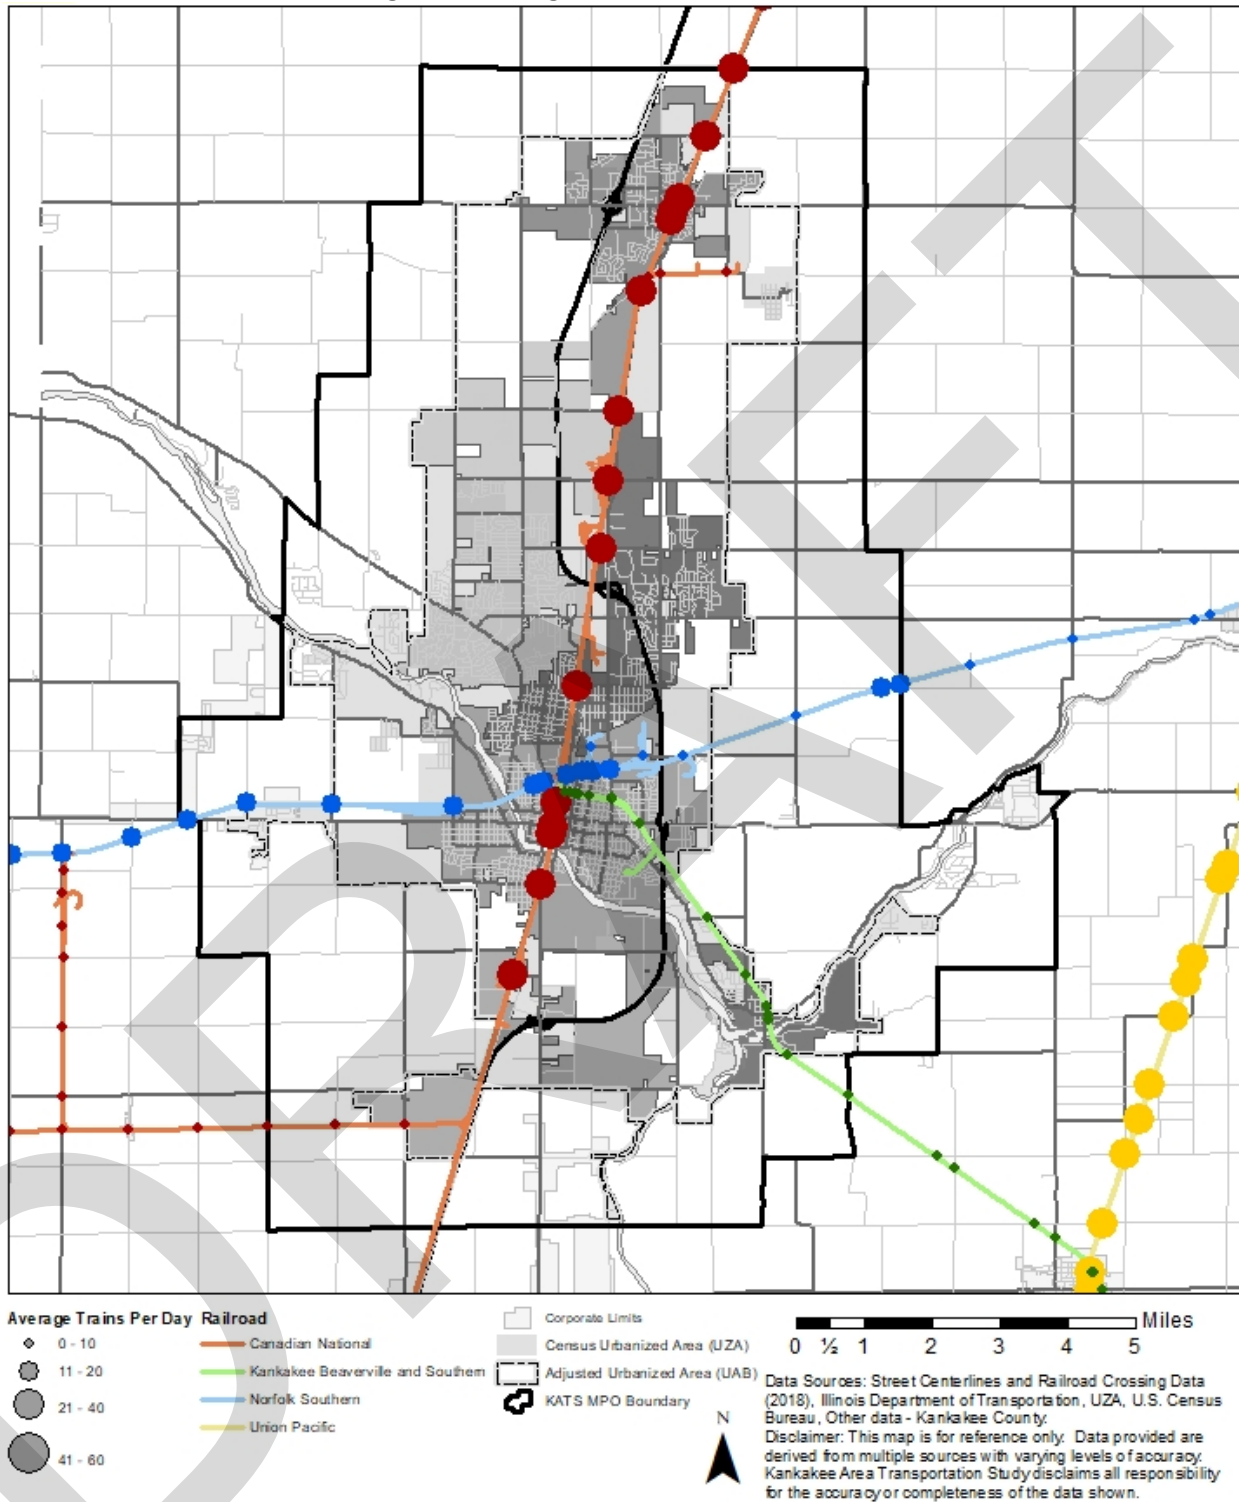 DRAFT
Average Trains Per Day
0 - 10
11 - 20
21 - 40
41 - 60
Railroad
Canadian National
Kankakee Beaverville and Southern
Norfolk Southern
Union Pacific
Corporate Limits
Census Urbanized Area (UZA)
Adjusted Urbanized Area (UAB)
KATS MPO Boundary
N
Miles
0 ½ 1 2 3 4 5
Data Sources: Street Centerlines and Railroad Crossing Data
(2018), Illinois Department of Transportation, UZA, U.S. Census
Bureau, Other data - Kankakee County.
Disclaimer: This map is for reference only. Data provided are
derived from multiple sources with varying levels of accuracy.
Kankakee Area Transportation Study disclaims all responsibility
for the accuracy or completeness of the data shown.